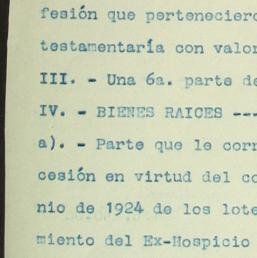 fesión que perteneciero
testamentaría con valor
III. - Una 6a. parte de
IV. - BIENES RAICES ---
a). - Parte que le corr
cesión en virtud del co
nio de 1924 de los lote
miento del Ex-Hospicio